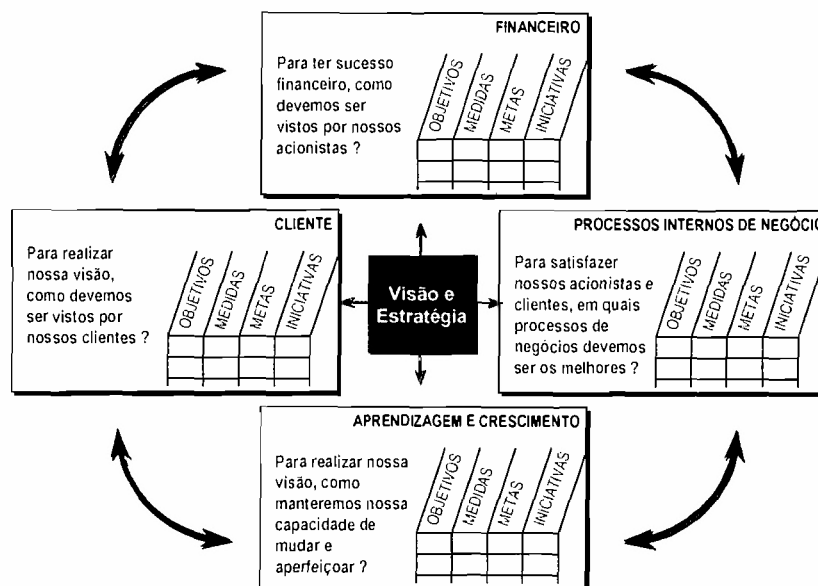 FINANCEIRO
Para ter sucesso
financeiro, como
devemos ser
vistos por nossos
acionistas ?
OBJETIVOS
MEDIDAS
METAS
INICIATIVAS
CLIENTE
Para realizar
nossa visão,
como devemos
ser vistos por
nossos clientes ?
OBJETIVOS
MEDIDAS
METAS
INICIATIVAS
Visão e
Estratégia
PROCESSOS INTERNOS DE NEGÓCIO
Para satisfazer
nossos acionistas e
clientes, em quais
processos de
negócios devemos
ser os melhores ?
OBJETIVOS
MEDIDAS
METAS
INICIATIVAS
APRENDIZAGEM E CRESCIMENTO
Para realizar nossa
visão, como
manteremos nossa
capacidade de
mudar e
aperfeiçoar ?
OBJETIVOS
MEDIDAS
METAS
INICIATIVAS